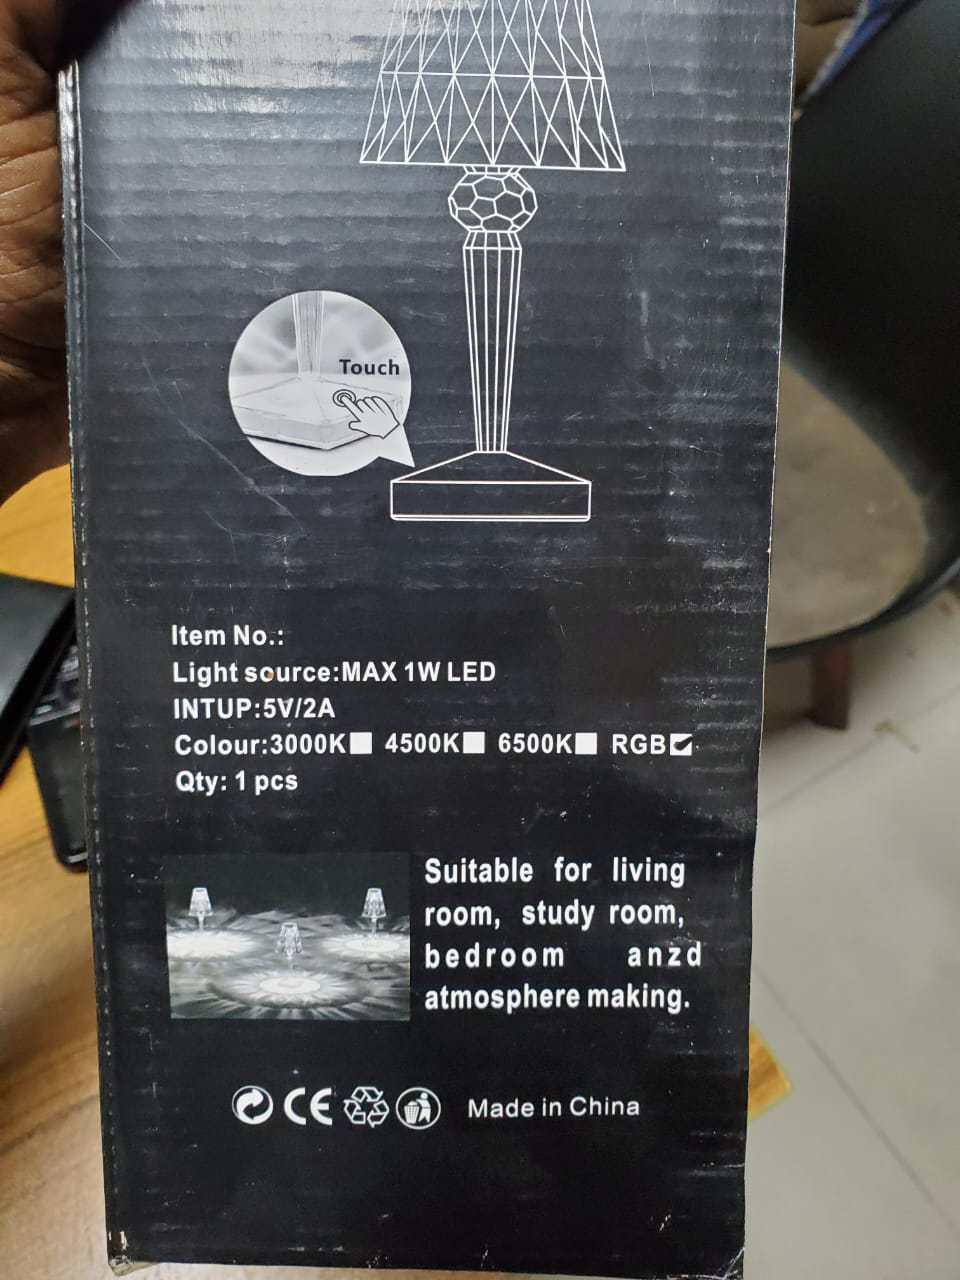 Touch
Item No.:
Light source:MAX 1W LED
INTUP:5V/2A
Colour:3000K 4500K 6500K RGB
Qty: 1 pcs
Suitable for living
room, study room,
bedroom anzd
atmosphere making.
CE
Made in China